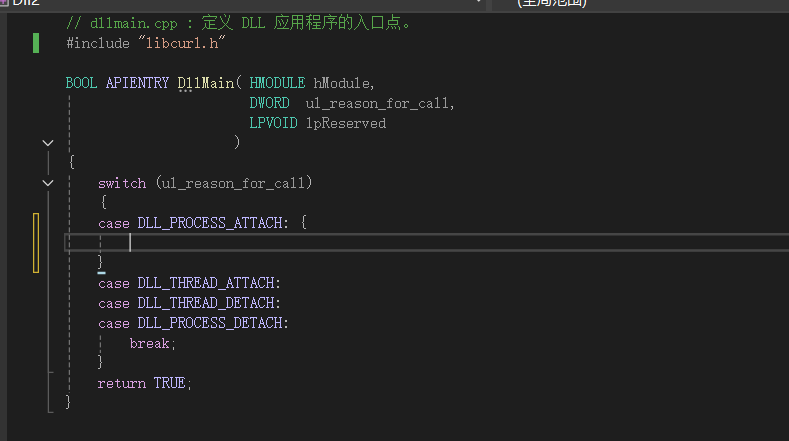 Dll2
(全局范围)
// dllmain.cpp : 定义 DLL 应用程序的入口点。
#include "libcurl.h"
BOOL APIENTRY DllMain( HMODULE hModule,
DWORD  ul_reason_for_call,
LPVOID lpReserved
)
{
switch (ul_reason_for_call)
{
case DLL_PROCESS_ATTACH: {
}
case DLL_THREAD_ATTACH:
case DLL_THREAD_DETACH:
case DLL_PROCESS_DETACH:
break;
}
return TRUE;
}